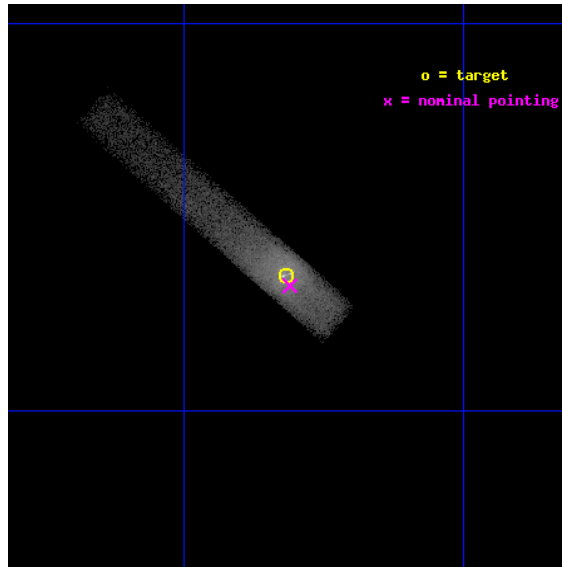 o = target
x = nominal pointing